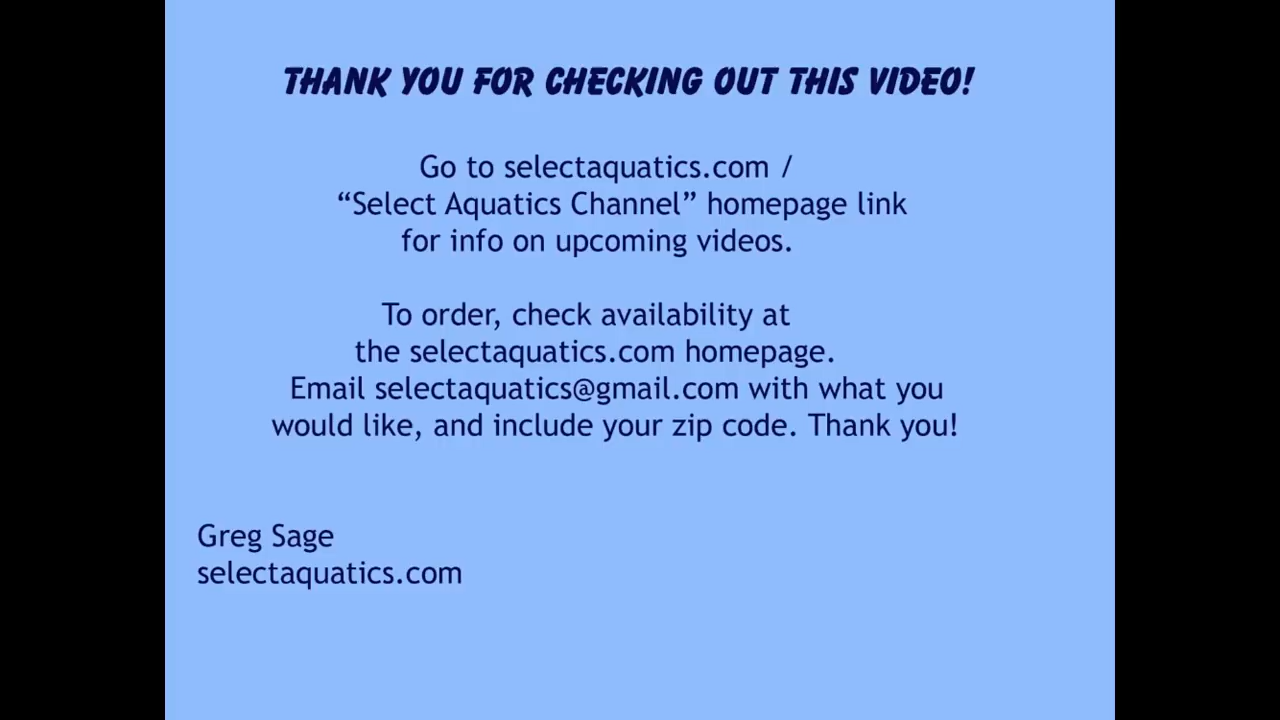 THANK YOU FOR CHECKING OUT THIS VIDEO!
Go to selectaquatics.com /
“Select Aquatics Channel” homepage link
for info on upcoming videos.
To order, check availability at
the selectaquatics.com homepage.
Email selectaquatics@gmail.com with what you
would like, and include your zip code. Thank you!
Greg Sage
selectaquatics.com